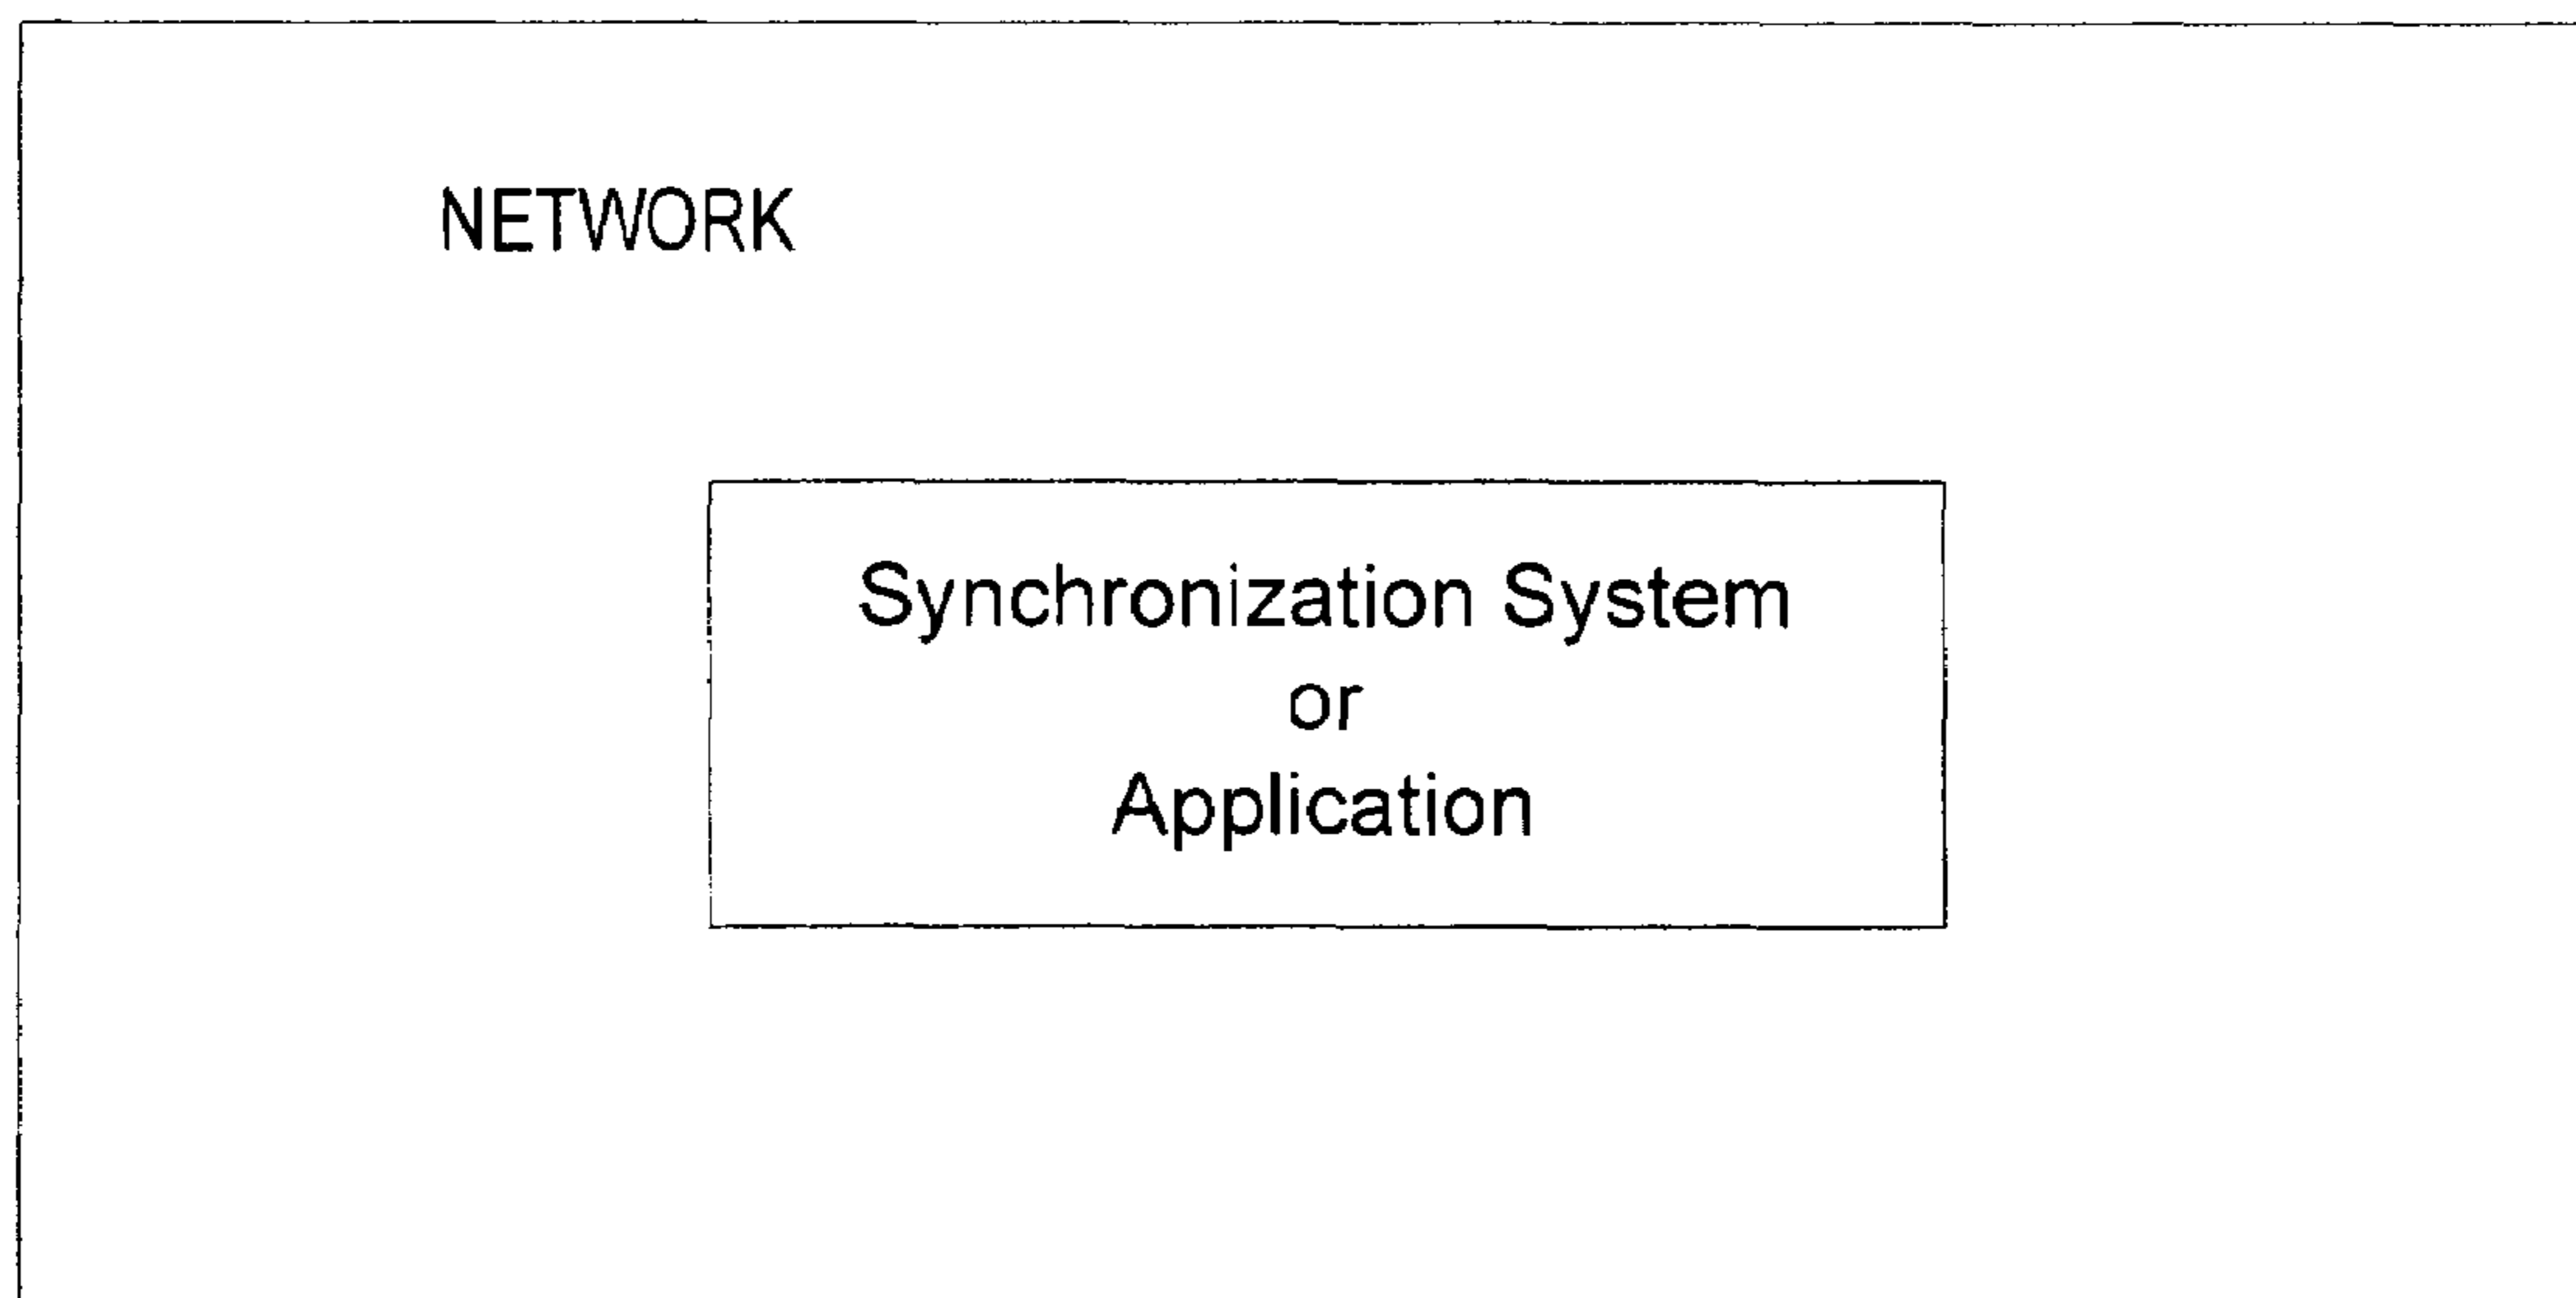 NETWORK
Synchronization System
or
Application